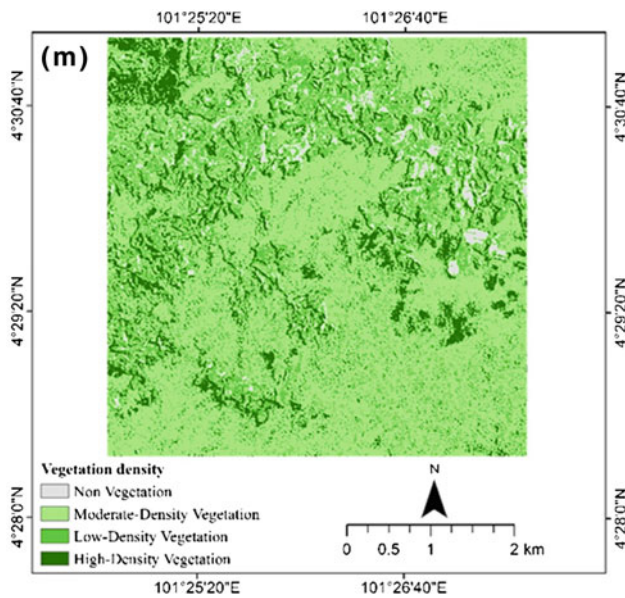 101°25'20"E 101°26'40"E
(m)
4°30'40"N 4°30'40"N
4°29'20"N 4°29'20"N
4°28'0"N 4°28'0"N
Vegetation density
Non Vegetation
Moderate-Density Vegetation
Low-Density Vegetation
High-Density Vegetation
N
0 0.5 1 2 km
101°25'20"E 101°26'40"E